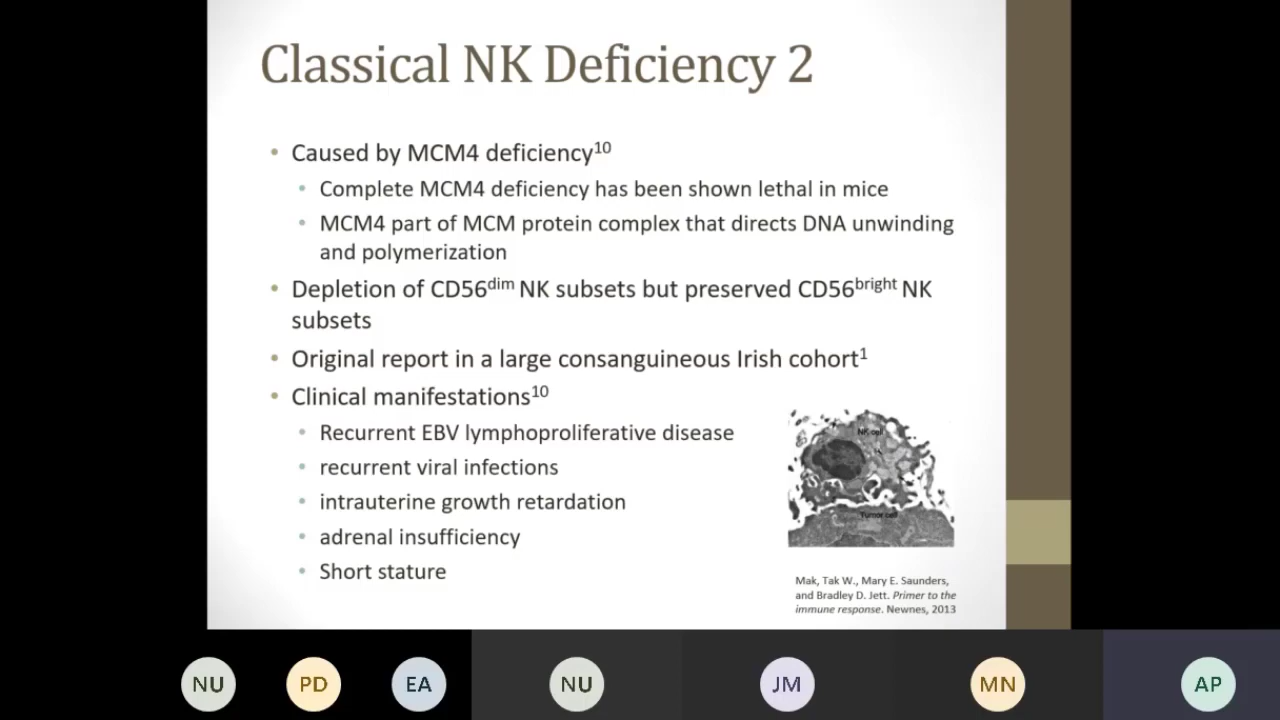 Classical NK Deficiency 2
• Caused by MCM4 deficiency10
• Complete MCM4 deficiency has been shown lethal in mice
• MCM4 part of MCM protein complex that directs DNA unwinding
and polymerization
• Depletion of CD56dim NK subsets but preserved CD56bright NK
subsets
• Original report in a large consanguineous Irish cohort1
• Clinical manifestations10
• Recurrent EBV lymphoproliferative disease
• recurrent viral infections
• intrauterine growth retardation
• adrenal insufficiency
• Short stature
NK cell
Tumor cell
Mak, Tak W., Mary E. Saunders,
and Bradley D. Jett. Primer to the
immune response. Newnes, 2013
NU PD EA NU JM MN AP